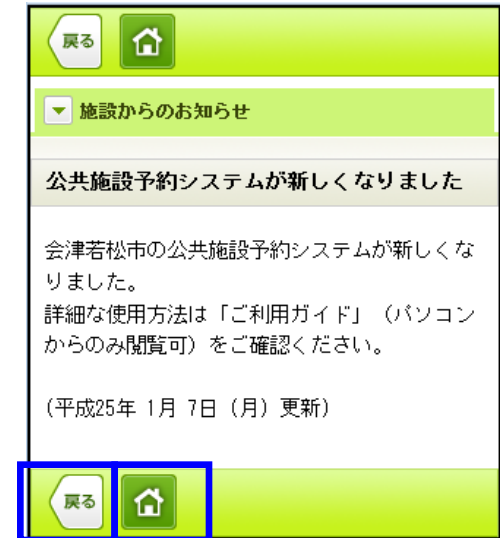 戻る
施設からのお知らせ
公共施設予約システムが新しくなりました
会津若松市の公共施設予約システムが新しくな
りました。
詳細な使用方法は「ご利用ガイド」（パソコン
からのみ閲覧可）をご確認ください。
(平成25年 1月 7日（月）更新)
戻る